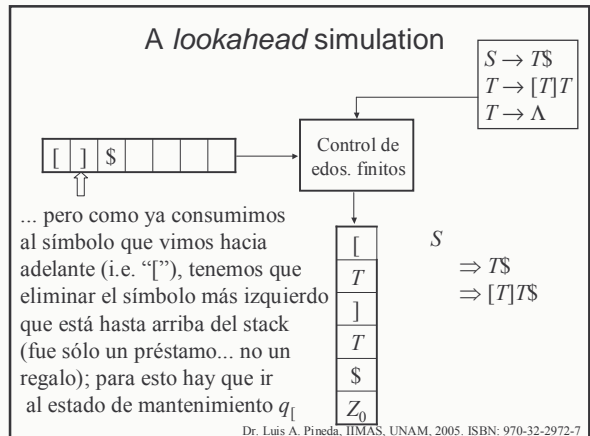 A lookahead simulation
S → T$
T → [T]T
T → Λ
Control de
edos. finitos
[ ] $
... pero como ya consumimos
al símbolo que vimos hacia
adelante (i.e. “[”), tenemos que
eliminar el símbolo más izquierdo
que está hasta arriba del stack
(fue sólo un préstamo... no un
regalo); para esto hay que ir
al estado de mantenimiento q[
[
T
]
T
$
Z0
S
⇒ T$
⇒ [T]T$
Dr. Luis A. Pineda, IIMAS, UNAM, 2005. ISBN: 970-32-2972-7